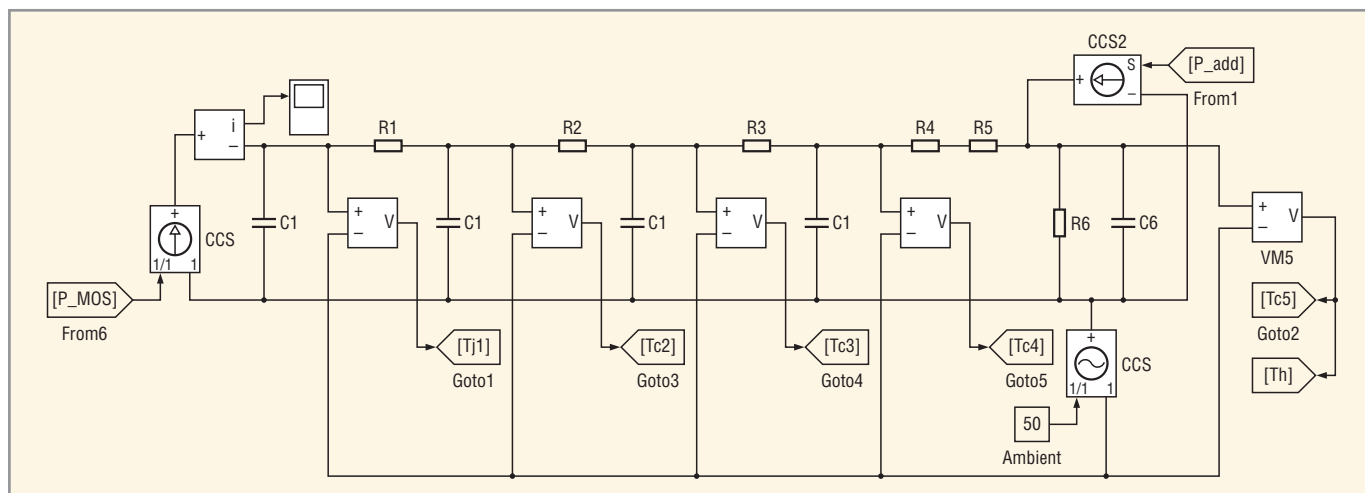 CCS2
S
[P_add]
+
–
From1
i
+
–
R1
R2
R3
R4
R5
+
C1
+
–
V
C1
+
–
V
C1
+
–
V
C1
+
–
V
R6
C6
+
–
V
VM5
CCS
1/1
1
[P_MOS]
From6
[Tj1]
Goto1
[Tc2]
Goto3
[Tc3]
Goto4
[Tc4]
Goto5
+
CCS
1/1
1
50
Ambient
[Tc5]
Goto2
[Th]